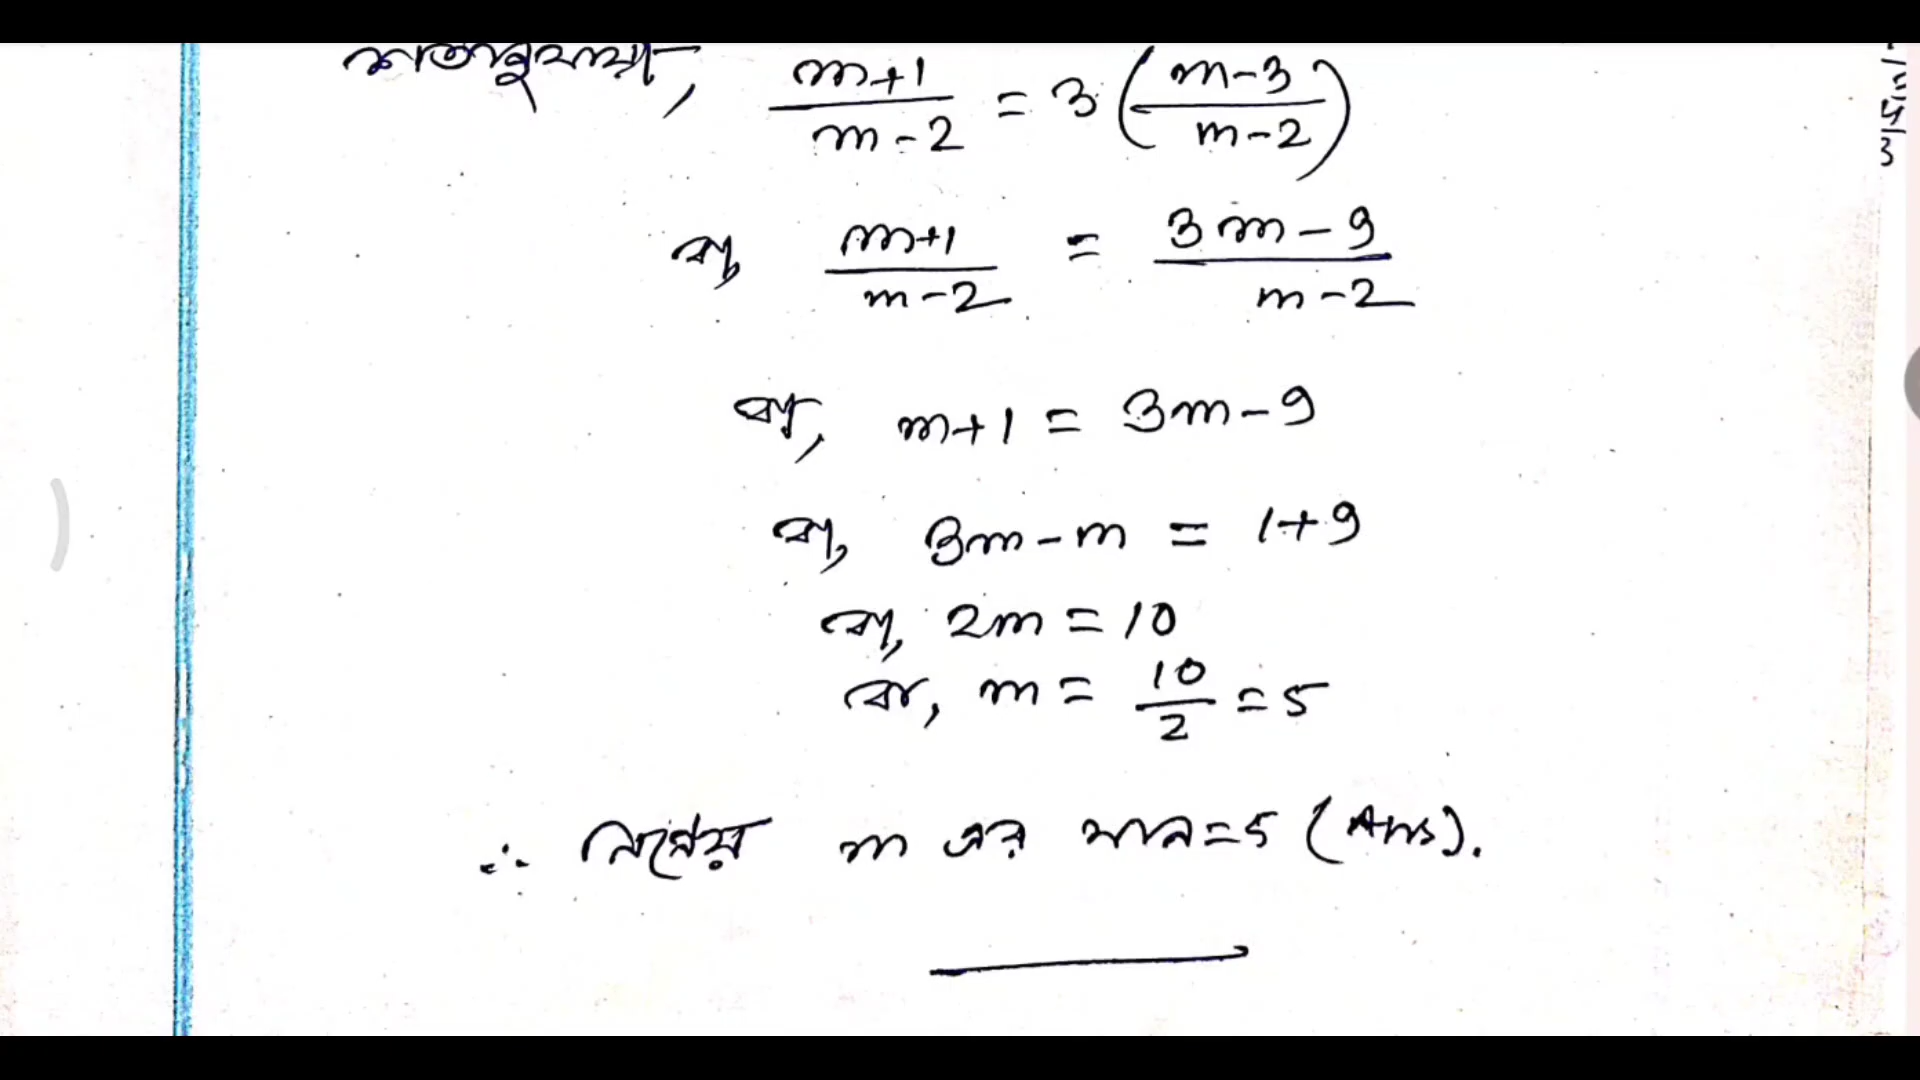 শর্তানুযায়ী, (m+1)/(m-2) = 3((m-3)/(m-2))
বা, (m+1)/(m-2) = (3m-9)/(m-2)
বা, m+1 = 3m-9
বা, 3m-m = 1+9
বা, 2m = 10
বা, m = 10/2 = 5
∴ নির্ণেয় m এর মান = 5 (Ans).